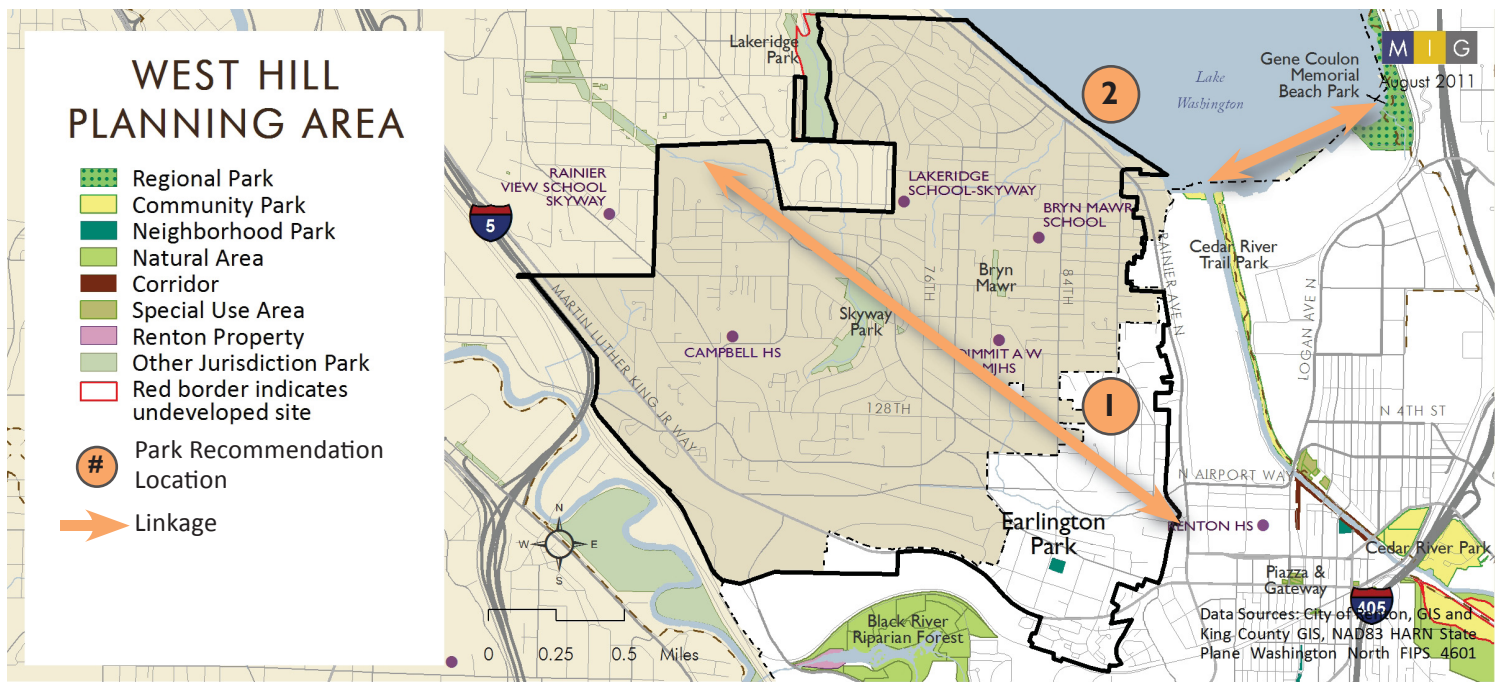 WEST HILL
PLANNING AREA
Regional Park
Community Park
Neighborhood Park
Natural Area
Corridor
Special Use Area
Renton Property
Other Jurisdiction Park
Red border indicates
undeveloped site
#
Park Recommendation
Location
Linkage
N
W
E
S
0
0.25
0.5
Miles
5
Lakeridge
Park
RAINIER
VIEW SCHOOL
SKYWAY
LAKERIDGE
SCHOOL-SKYWAY
BRYN MAWR
SCHOOL
Bryn
Mawr
76TH
84TH
Skyway
Park
CAMPBELL HS
DIMMIT A W
MJHS
MARTIN LUTHER KING JR WAY
128TH
1
2
Lake
Washington
Gene Coulon
Memorial
Beach Park
M I G
August 2011
RAINIER AVE N
Cedar River
Trail Park
LOGAN AVE N
N 4TH ST
N AIRPORT WAY
Earlington
Park
RENTON HS
Cedar River Park
Piazza &
Gateway
405
Black River
Riparian Forest
Data Sources: City of Renton, GIS and
King County GIS, NAD83 HARN State
Plane Washington North FIPS 4601